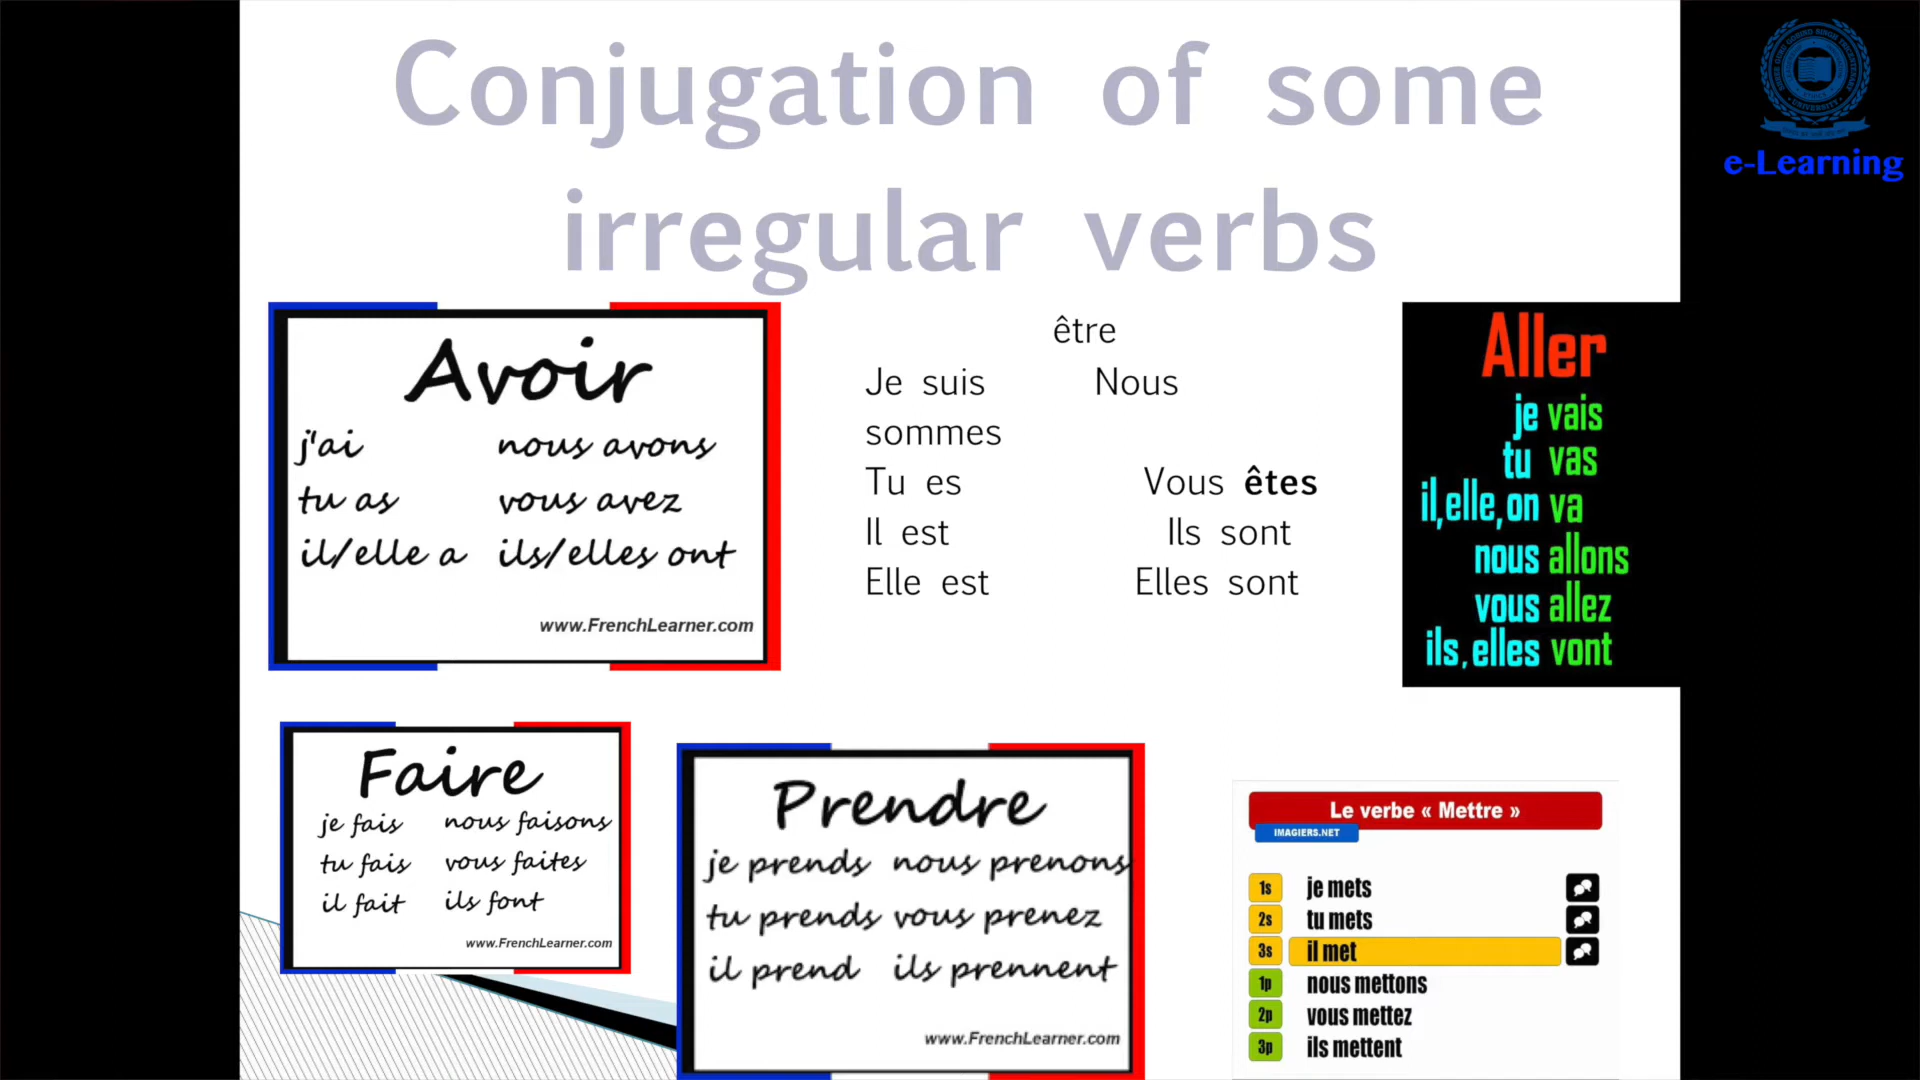 Conjugation of some
irregular verbs
e-Learning
Avoir
j'ai nous avons
tu as vous avez
il/elle a ils/elles ont
www.FrenchLearner.com
être
Je suis Nous
sommes
Tu es Vous êtes
Il est Ils sont
Elle est Elles sont
Aller
je vais
tu vas
il,elle,on va
nous allons
vous allez
ils,elles vont
Faire
je fais nous faisons
tu fais vous faites
il fait ils font
www.FrenchLearner.com
Prendre
je prends nous prenons
tu prends vous prenez
il prend ils prennent
www.FrenchLearner.com
Le verbe « Mettre »
IMAGIERS.NET
1s je mets
2s tu mets
3s il met
1p nous mettons
2p vous mettez
3p ils mettent